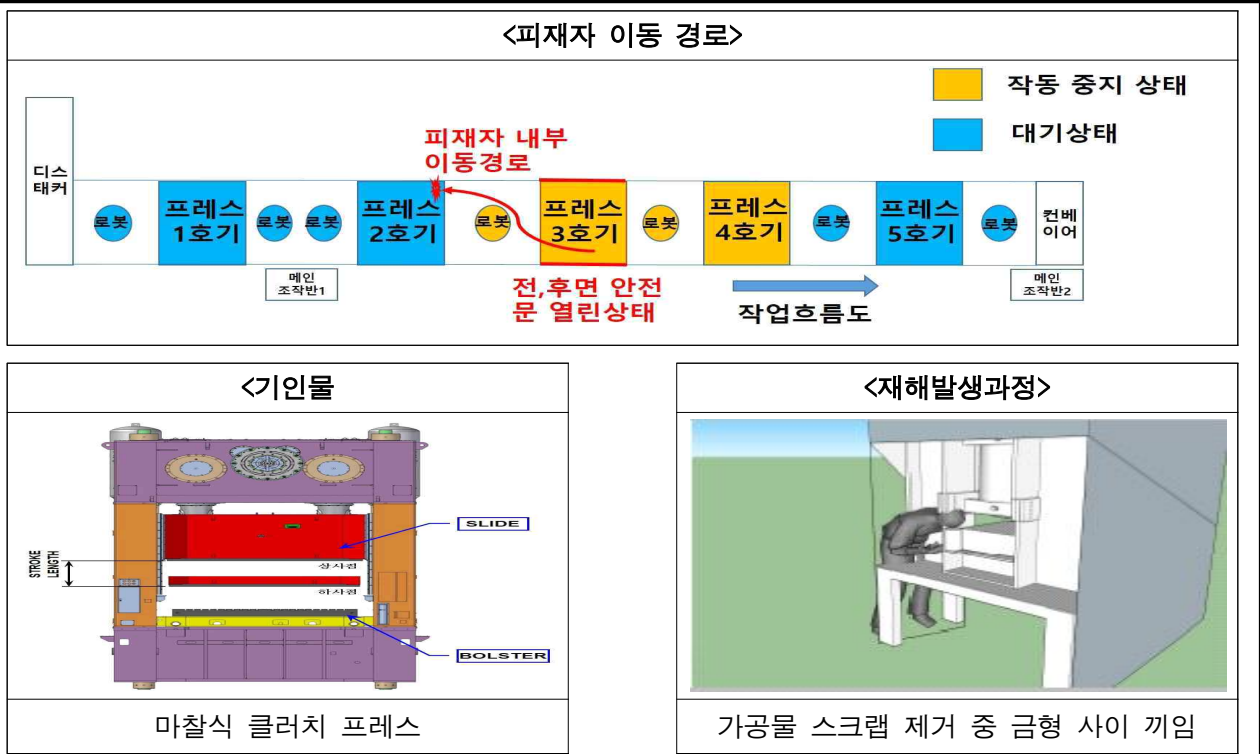 <피재자 이동 경로>
작동 중지 상태
대기상태
피재자 내부
이동경로
디스
태커
로봇
프레스
1호기
로봇
로봇
프레스
2호기
로봇
프레스
3호기
로봇
프레스
4호기
로봇
프레스
5호기
로봇
컨베
이어
메인
조작반1
전,후면 안전
문 열린상태
작업흐름도
메인
조작반2
<기인물
SLIDE
STROKE
LENGTH
상사점
하사점
BOLSTER
마찰식 클러치 프레스
<재해발생과정>
가공물 스크랩 제거 중 금형 사이 끼임